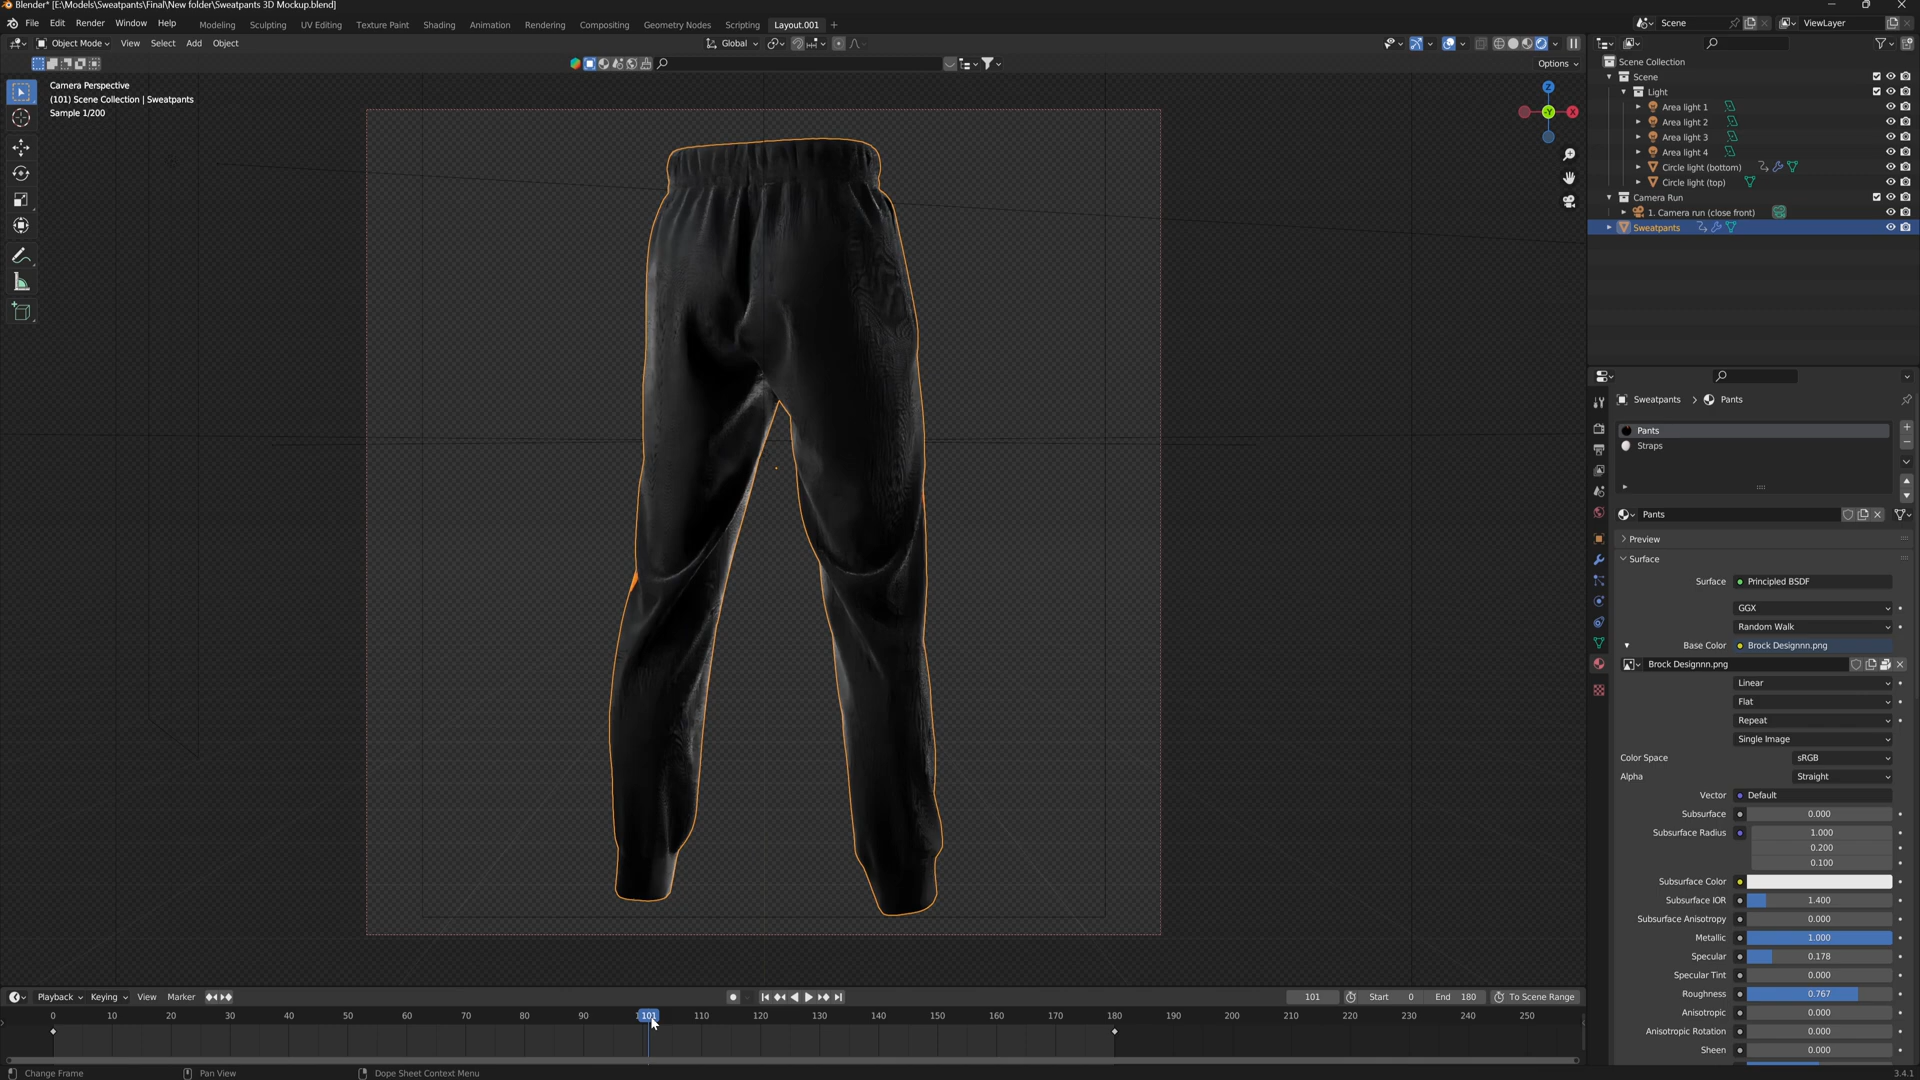 Blender* [E:\Models\Sweatpants\Final\New folder\Sweatpants 3D Mockup.blend]
File Edit Render Window Help Modeling Sculpting UV Editing Texture Paint Shading Animation Rendering Compositing Geometry Nodes Scripting Layout.001 + Scene ViewLayer
Object Mode View Select Add Object Global
Options
Camera Perspective
(101) Scene Collection | Sweatpants
Sample 1/200
Z
Y
X
Scene Collection
Scene
Light
Area light 1
Area light 2
Area light 3
Area light 4
Circle light (bottom)
Circle light (top)
Camera Run
1. Camera run (close front)
Sweatpants
Sweatpants > Pants
Pants
Straps
Pants
Preview
Surface
Surface Principled BSDF
GGX
Random Walk
Base Color Brock Designnn.png
Brock Designnn.png
Linear
Flat
Repeat
Single Image
Color Space sRGB
Alpha Straight
Vector Default
Subsurface 0.000
Subsurface Radius 1.000
0.200
0.100
Subsurface Color
Subsurface IOR 1.400
Subsurface Anisotropy 0.000
Metallic 1.000
Specular 0.178
Specular Tint 0.000
Roughness 0.767
Anisotropic 0.000
Anisotropic Rotation 0.000
Sheen 0.000
Playback Keying View Marker 101 Start 0 End 180 To Scene Range
0 10 20 30 40 50 60 70 80 90 101 110 120 130 140 150 160 170 180 190 200 210 220 230 240 250
Change Frame Pan View Dope Sheet Context Menu 3.4.1